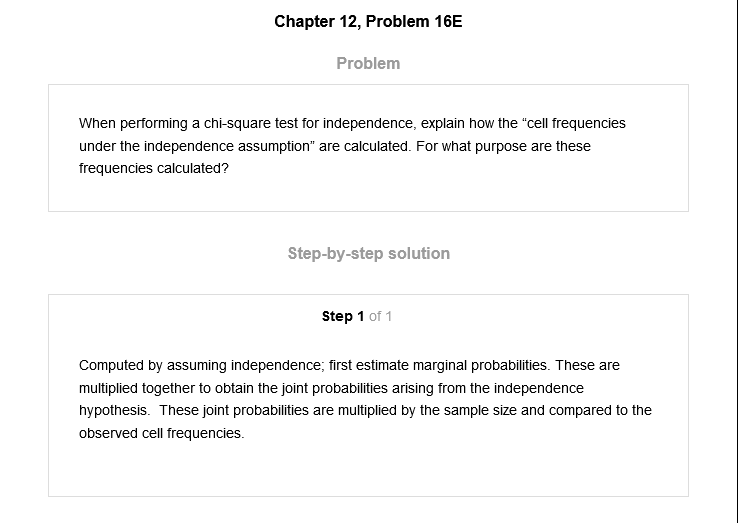 Chapter 12, Problem 16E
Problem
When performing a chi-square test for independence, explain how the “cell frequencies
under the independence assumption” are calculated. For what purpose are these
frequencies calculated?
Step-by-step solution
Step 1 of 1
Computed by assuming independence; first estimate marginal probabilities. These are
multiplied together to obtain the joint probabilities arising from the independence
hypothesis.  These joint probabilities are multiplied by the sample size and compared to the
observed cell frequencies.